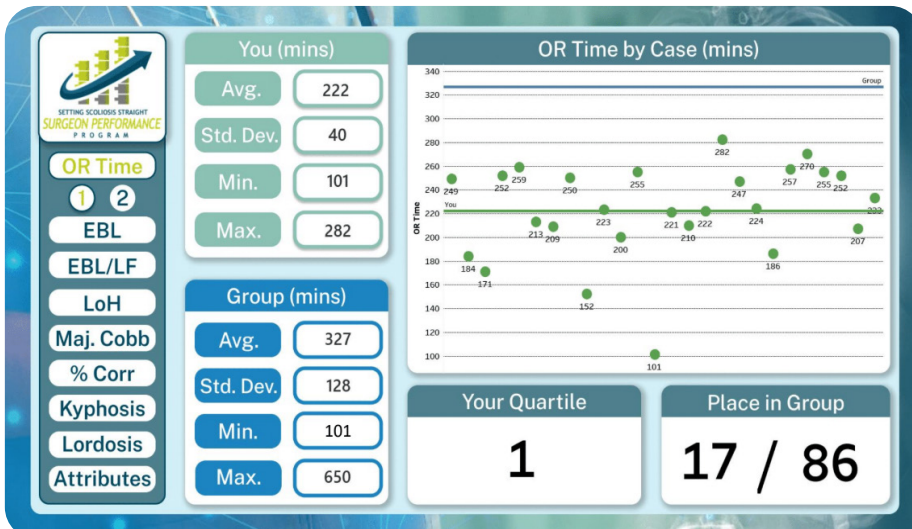 SETTING SCOLIOSIS STRAIGHT
SURGEON PERFORMANCE
PROGRAM
OR Time
1 2
EBL
EBL/LF
LoH
Maj. Cobb
% Corr
Kyphosis
Lordosis
Attributes
You (mins)
Avg. 222
Std. Dev. 40
Min. 101
Max. 282
Group (mins)
Avg. 327
Std. Dev. 128
Min. 101
Max. 650
OR Time by Case (mins)
OR Time
340
320
300
280
260
240
220
200
180
160
140
120
100
Group
You
249
184
171
252
259
213
209
250
152
223
200
255
101
221
210
222
282
247
224
186
257
270
255
252
207
233
Your Quartile
1
Place in Group
17 / 86